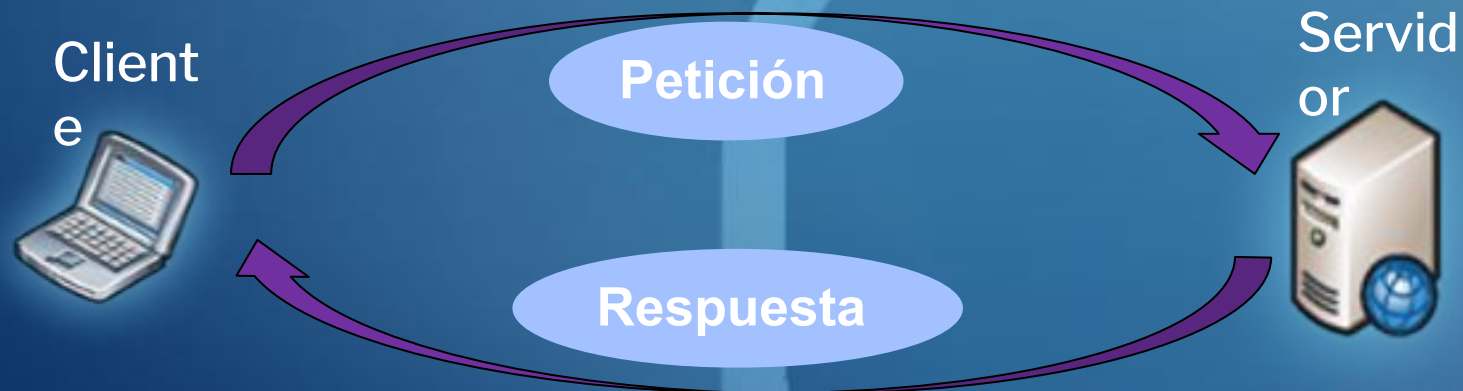 Client
e
Petición
Servid
or
Respuesta